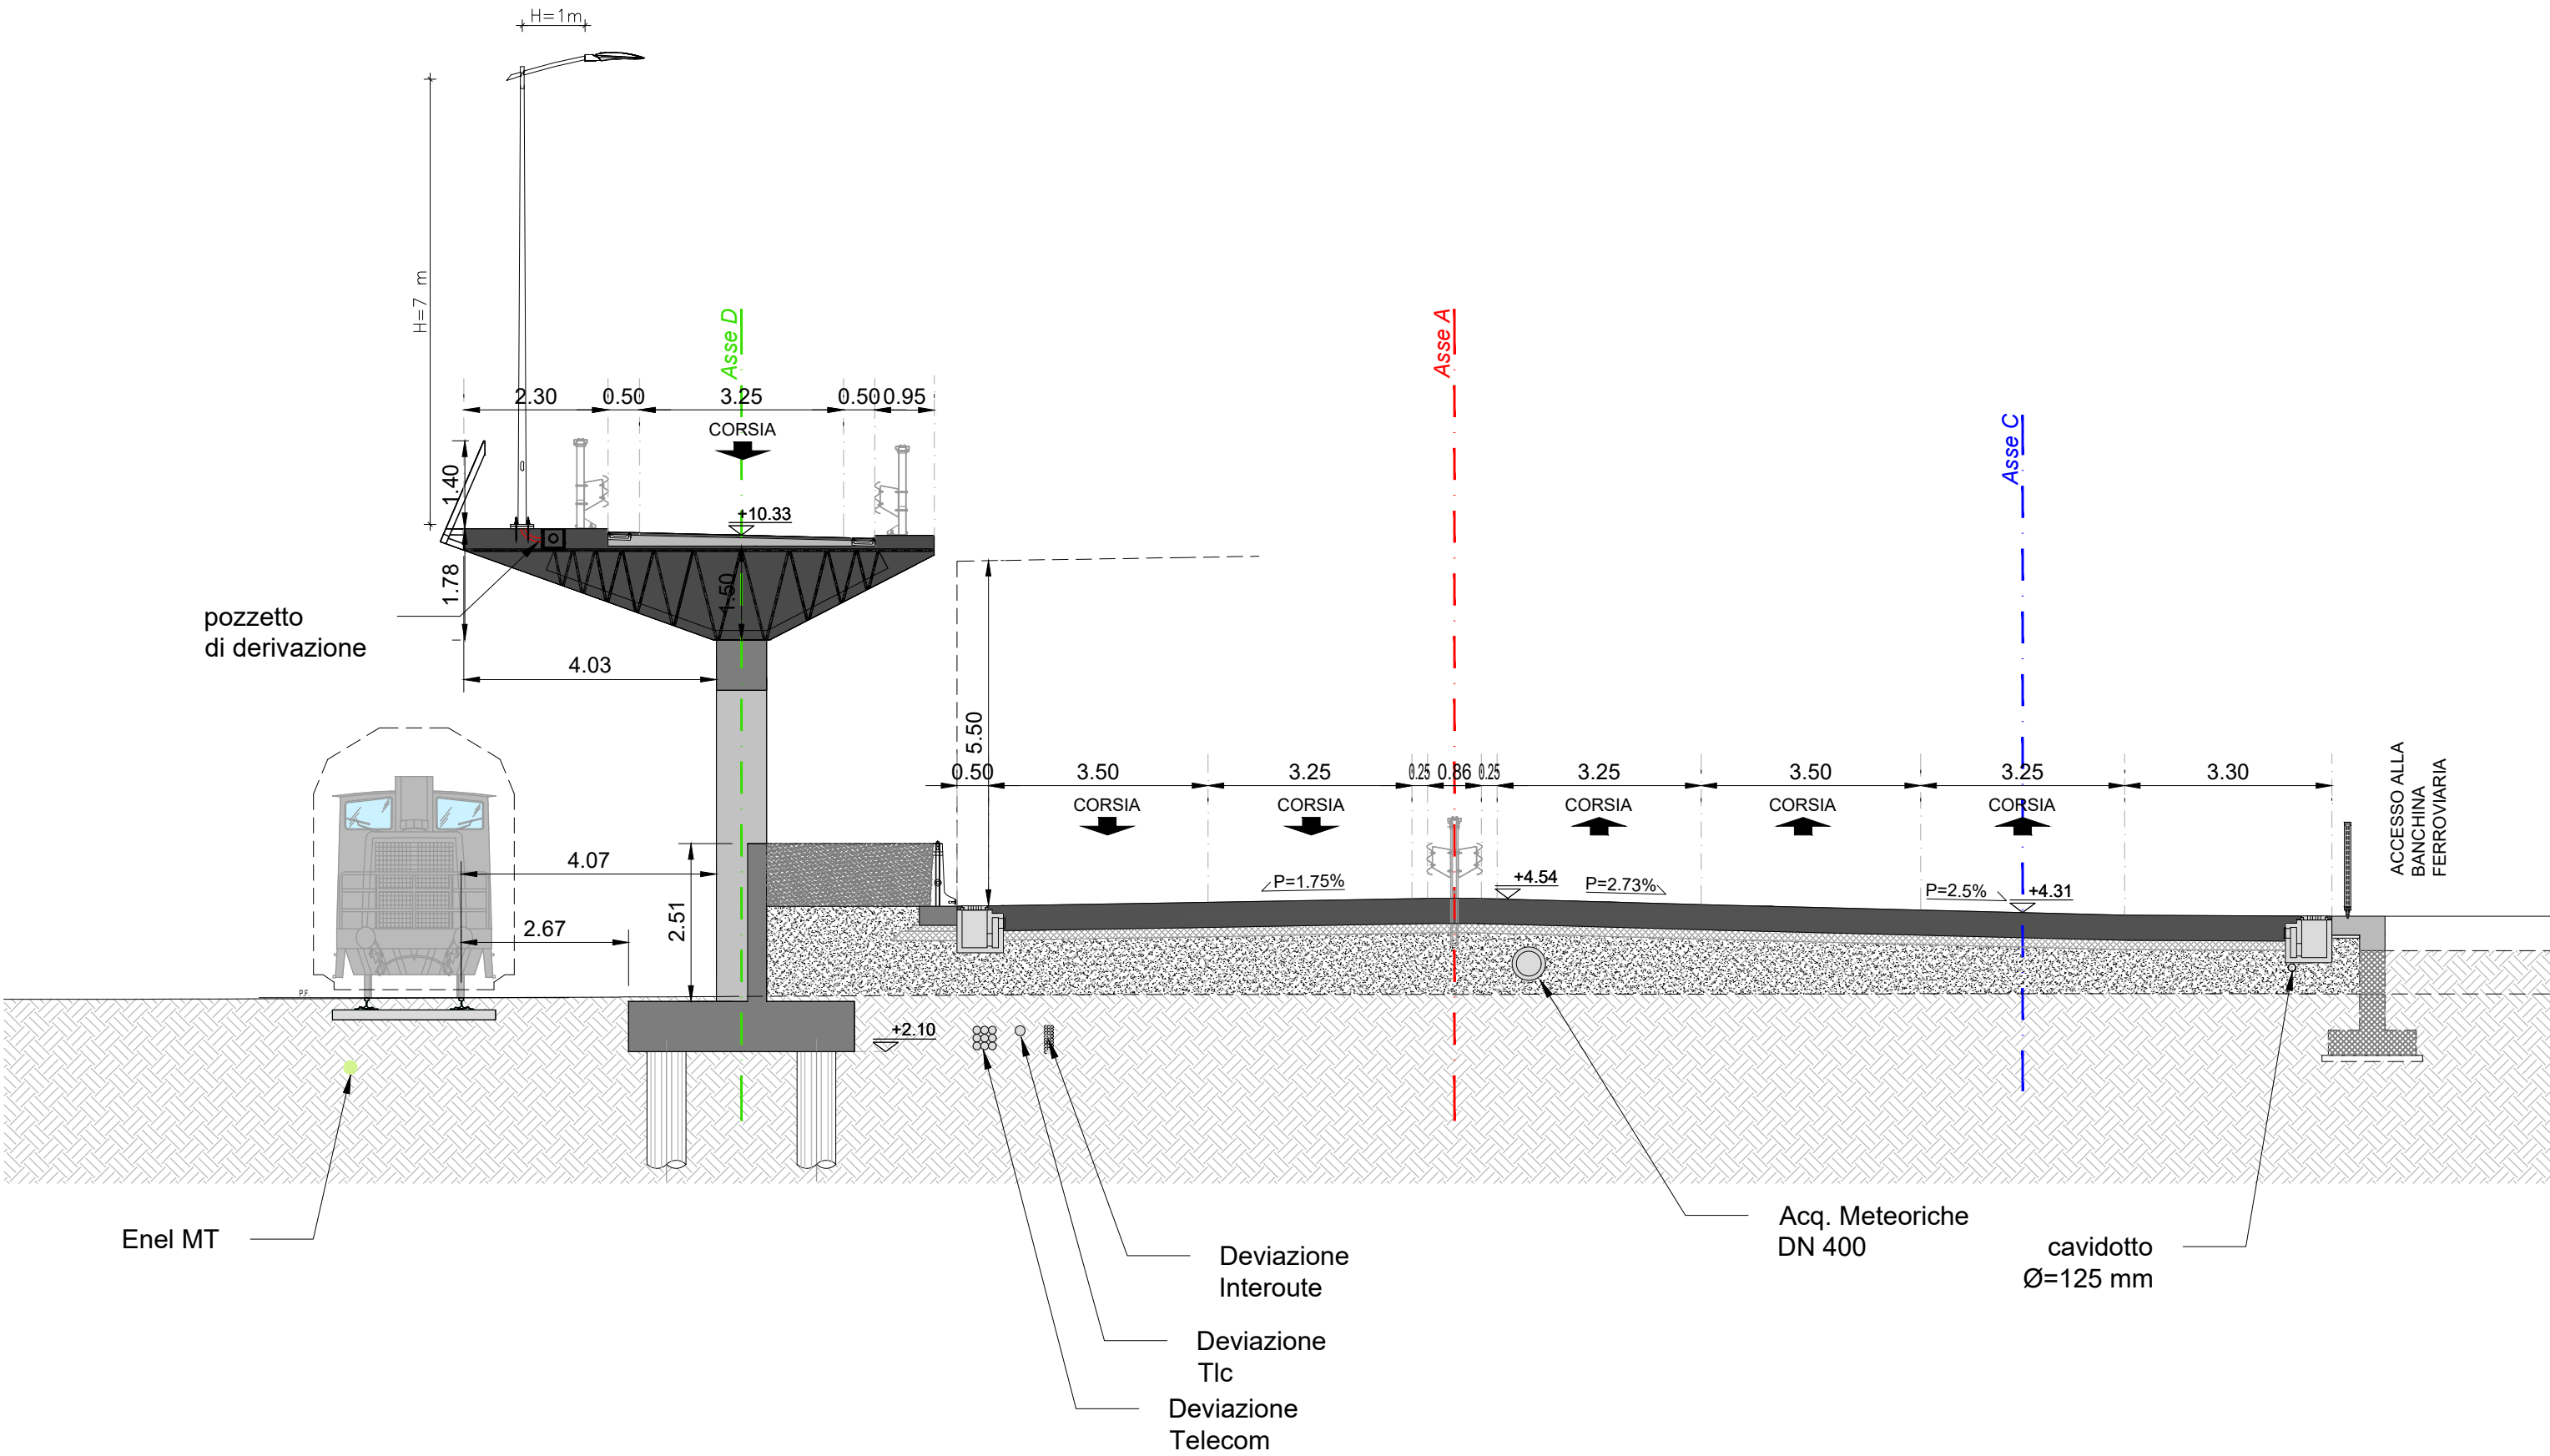 H=1m
H=7 m
Asse D
Asse A
Asse C
2.30 0.50 3.25 0.50 0.95
CORSIA
1.40
+10.33
1.78
1.50
pozzetto
di derivazione
4.03
5.50
0.50 3.50 3.25 0.25 0.86 0.25 3.25 3.50 3.25 3.30
CORSIA CORSIA CORSIA CORSIA CORSIA
ACCESSO ALLA
BANCHINA
FERROVIARIA
4.07
2.51
2.67
P=1.75%
+4.54
P=2.73%
P=2.5%
+4.31
P.F.
+2.10
Enel MT
Deviazione
Interoute
Deviazione
Tlc
Deviazione
Telecom
Acq. Meteoriche
DN 400
cavidotto
Ø=125 mm